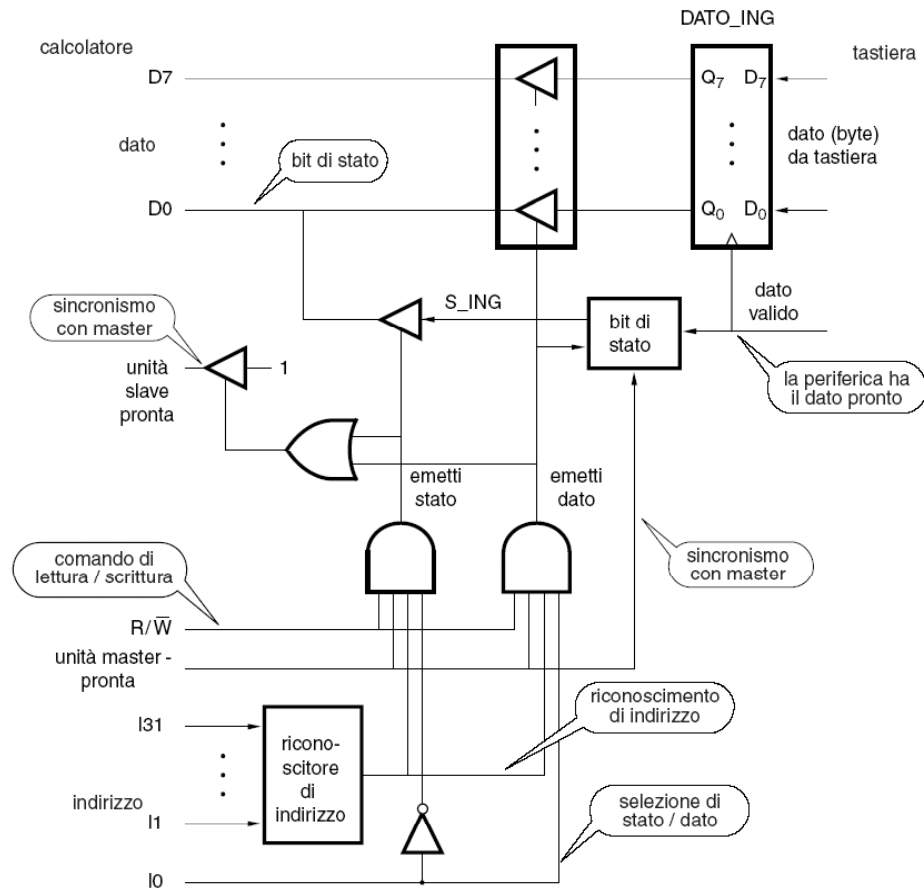 DATO_ING
calcolatore
tastiera
D7
Q7 D7
dato
dato (byte)
da tastiera
bit di stato
D0
Q0 D0
sincronismo
con master
S_ING
bit di
stato
dato
valido
unità
slave
pronta
1
la periferica ha
il dato pronto
emetti
stato
emetti
dato
comando di
lettura / scrittura
sincronismo
con master
R/W̅
unità master -
pronta
riconoscimento
di indirizzo
I31
ricono-
scitore
di
indirizzo
indirizzo
I1
selezione di
stato / dato
I0